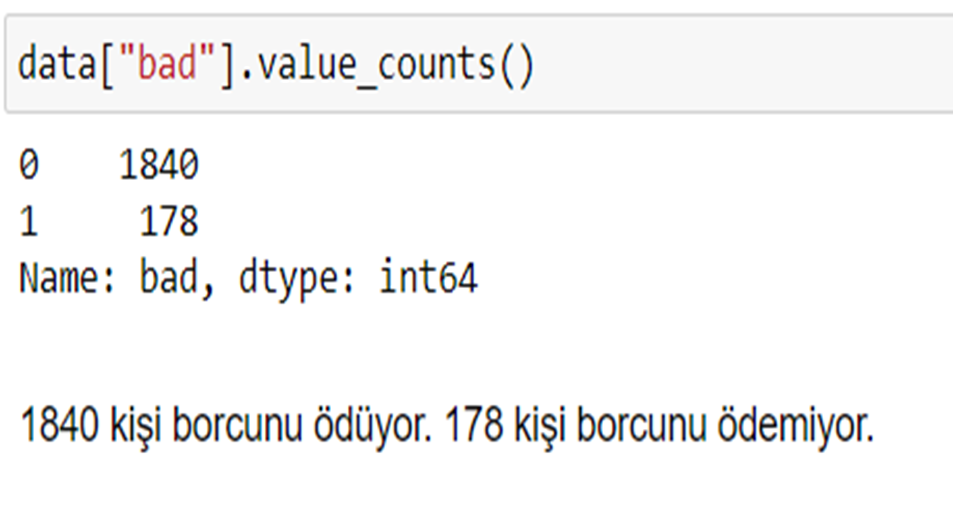 data["bad"].value_counts()
0    1840
1     178
Name: bad, dtype: int64
1840 kişi borcunu ödüyor. 178 kişi borcunu ödemiyor.